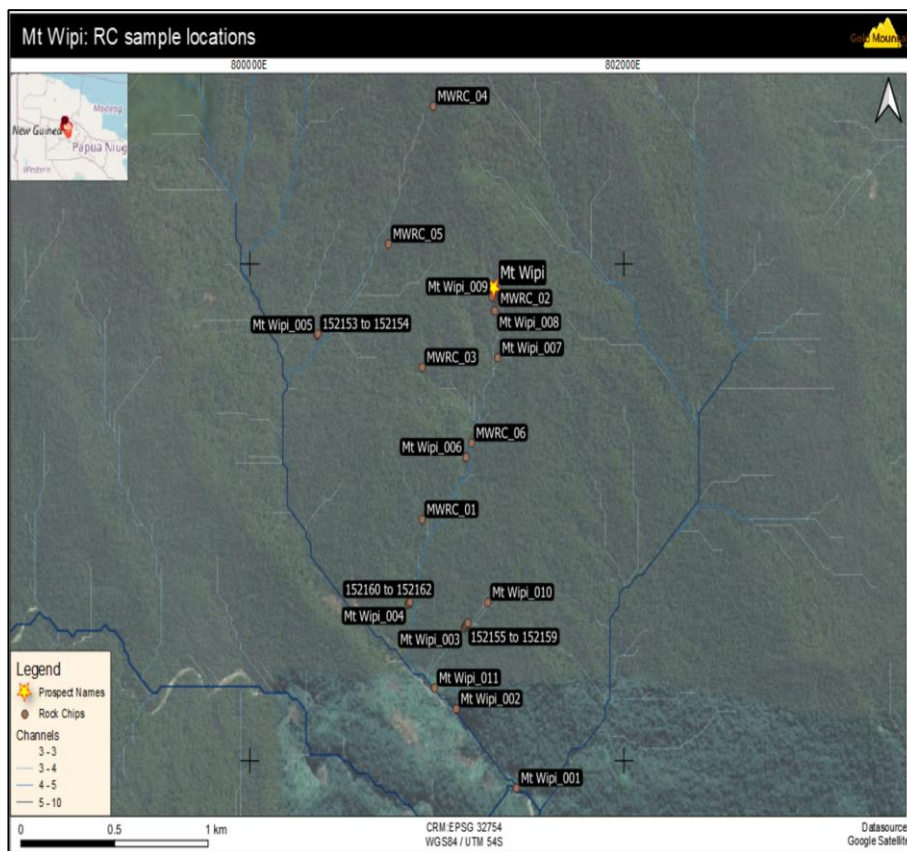 Mt Wipi: RC sample locations
Gold Mountain
800000E
802000E
Madang
New Guinea
Papua Niug
Western
MWRC_04
MWRC_05
Mt Wipi
Mt Wipi_009
MWRC_02
Mt Wipi_008
Mt Wipi_005
152153 to 152154
Mt Wipi_007
MWRC_03
MWRC_06
Mt Wipi_006
MWRC_01
152160 to 152162
Mt Wipi_010
Mt Wipi_004
Mt Wipi_003
152155 to 152159
Mt Wipi_011
Mt Wipi_002
Mt Wipi_001
Legend
Prospect Names
Rock Chips
Channels
3 - 3
3 - 4
4 - 5
5 - 10
0 0.5 1 km
CRM:EPSG 32754
WGS84 / UTM 54S
Datasource
Google Satellite